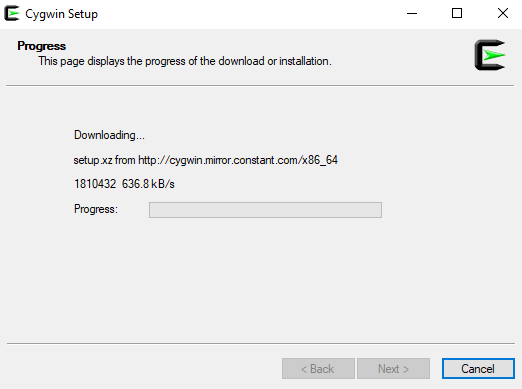 Cygwin Setup
Progress
This page displays the progress of the download or installation.
Downloading...
setup.xz from http://cygwin.mirror.constant.com/x86_64
1810432 636.8 kB/s
Progress:
< Back
Next >
Cancel